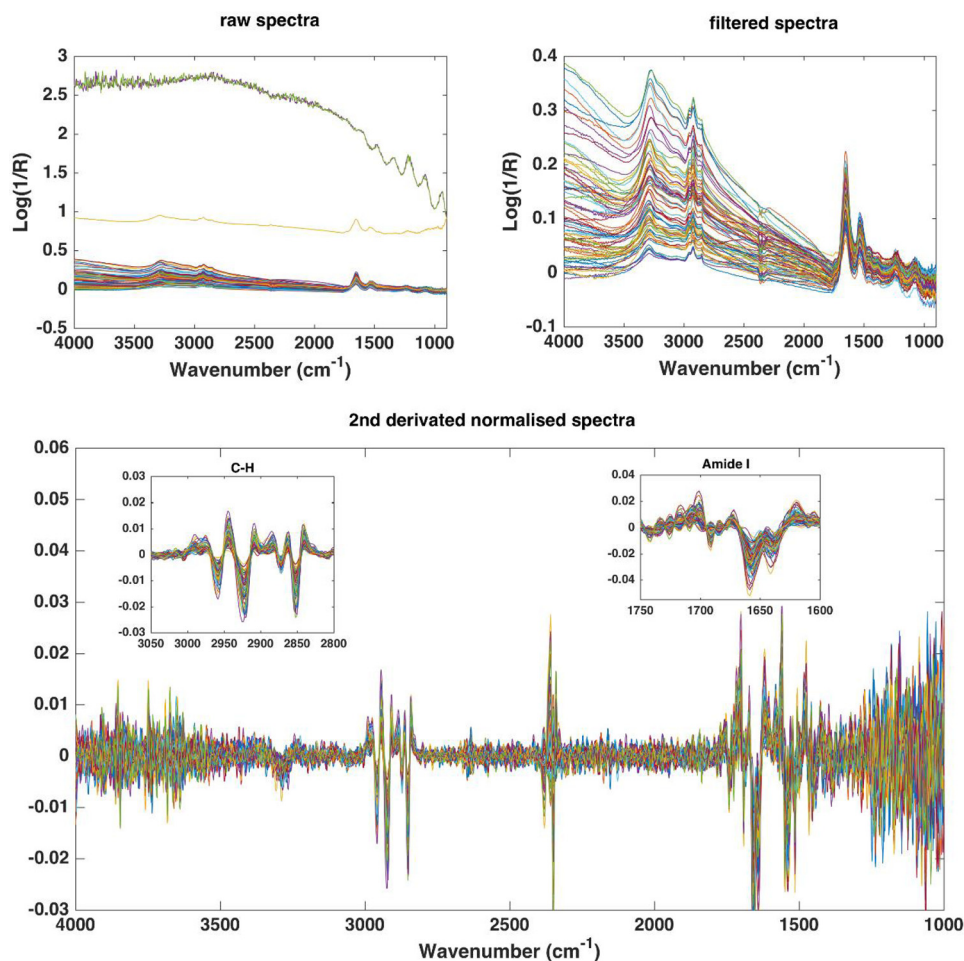 raw spectra
3
2.5
2
1.5
1
0.5
0
-0.5
Log(1/R)
4000 3500 3000 2500 2000 1500 1000
Wavenumber (cm-1)
filtered spectra
0.4
0.3
0.2
0.1
0
-0.1
Log(1/R)
4000 3500 3000 2500 2000 1500 1000
Wavenumber (cm-1)
2nd derivated normalised spectra
0.06
0.05
0.04
0.03
0.02
0.01
0
-0.01
-0.02
-0.03
C-H
0.03
0.02
0.01
0
-0.01
-0.02
-0.03
3050 3000 2950 2900 2850 2800
Amide I
0.04
0.02
0
-0.02
-0.04
1750 1700 1650 1600
4000 3500 3000 2500 2000 1500 1000
Wavenumber (cm-1)